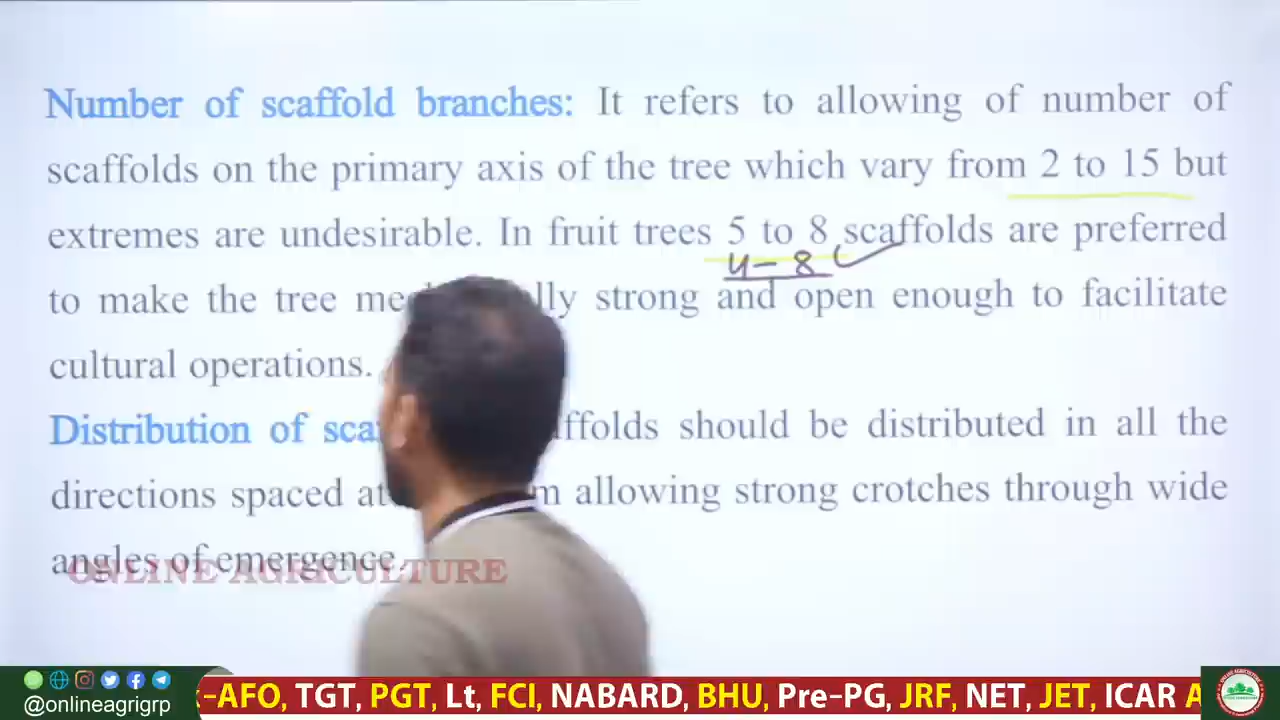 Number of scaffold branches: It refers to allowing of number of
scaffolds on the primary axis of the tree which vary from 2 to 15 but
extremes are undesirable. In fruit trees 5 to 8 scaffolds are preferred
4-8
to make the tree me lly strong and open enough to facilitate
cultural operations.
Distribution of sca ffolds should be distributed in all the
directions spaced at m allowing strong crotches through wide
angles of emergence.
ONLINE AGRICULTURE
@onlineagrigrp
-AFO, TGT, PGT, Lt, FCI, NABARD, BHU, Pre-PG, JRF, NET, JET, ICAR A